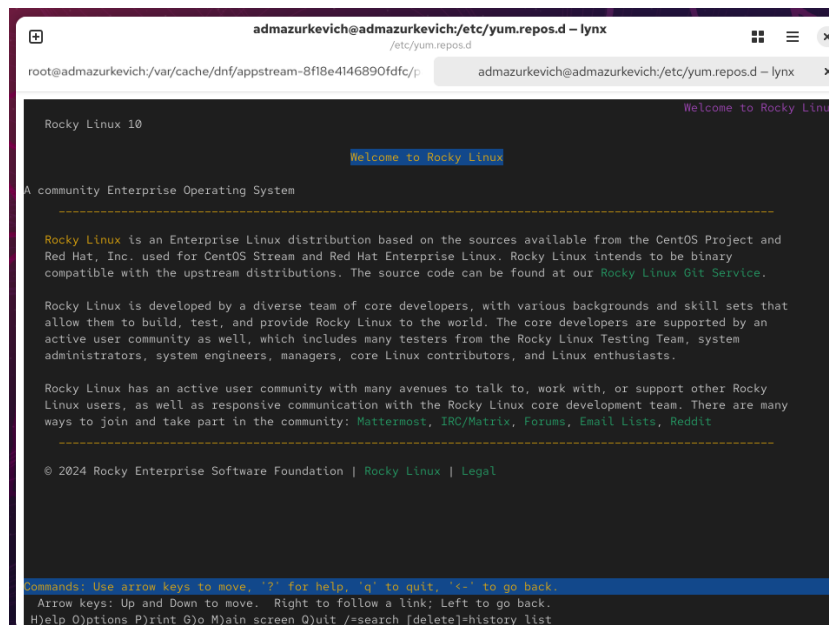 admazurkevich@admazurkevich:/etc/yum.repos.d — lynx
/etc/yum.repos.d
root@admazurkevich:/var/cache/dnf/appstream-8f18e4146890fdfc/p
admazurkevich@admazurkevich:/etc/yum.repos.d — lynx
Welcome to Rocky Linu
Rocky Linux 10
Welcome to Rocky Linux
A community Enterprise Operating System
Rocky Linux is an Enterprise Linux distribution based on the sources available from the CentOS Project and
Red Hat, Inc. used for CentOS Stream and Red Hat Enterprise Linux. Rocky Linux intends to be binary
compatible with the upstream distributions. The source code can be found at our Rocky Linux Git Service.
Rocky Linux is developed by a diverse team of core developers, with various backgrounds and skill sets that
allow them to build, test, and provide Rocky Linux to the world. The core developers are supported by an
active user community as well, which includes many testers from the Rocky Linux Testing Team, system
administrators, system engineers, managers, core Linux contributors, and Linux enthusiasts.
Rocky Linux has an active user community with many avenues to talk to, work with, or support other Rocky
Linux users, as well as responsive communication with the Rocky Linux core development team. There are many
ways to join and take part in the community: Mattermost, IRC/Matrix, Forums, Email Lists, Reddit
© 2024 Rocky Enterprise Software Foundation | Rocky Linux | Legal
Commands: Use arrow keys to move, '?' for help, 'q' to quit, '<-' to go back.
Arrow keys: Up and Down to move.  Right to follow a link; Left to go back.
H)elp O)ptions P)rint G)o M)ain screen Q)uit /=search [delete]=history list